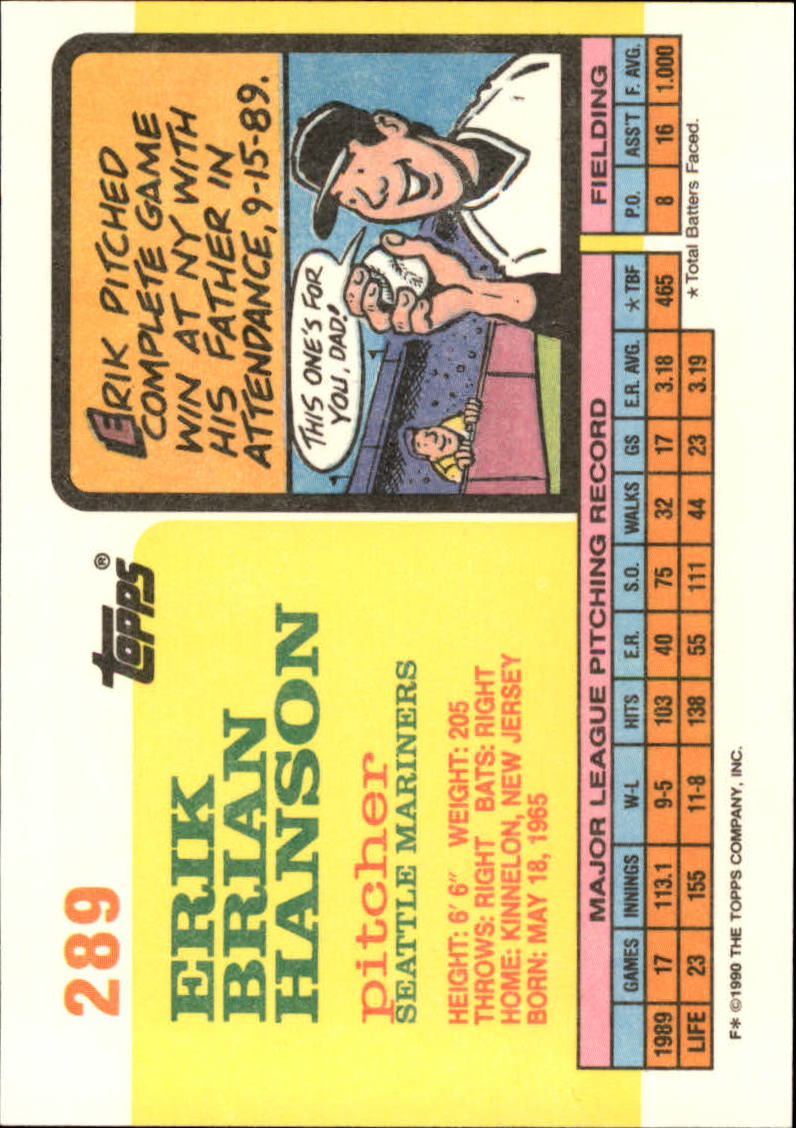 289
topps®
ERIK
BRIAN
HANSON
pitcher
SEATTLE MARINERS
HEIGHT: 6' 6" WEIGHT: 205
THROWS: RIGHT BATS: RIGHT
HOME: KINNELON, NEW JERSEY
BORN: MAY 18, 1965
ERIK PITCHED
COMPLETE GAME
WIN AT NY WITH
HIS FATHER IN
ATTENDANCE, 9-15-89.
THIS ONE'S FOR
YOU, DAD!
MAJOR LEAGUE PITCHING RECORD FIELDING
GAMES INNINGS W-L HITS E.R. S.O. WALKS GS E.R. AVG. *TBF P.O. ASS'T F. AVG.
1989 17 113.1 9-5 103 40 75 32 17 3.18 465 8 16 1.000
LIFE 23 155 11-8 138 55 111 44 23 3.19
*Total Batters Faced.
F* ©1990 THE TOPPS COMPANY, INC.